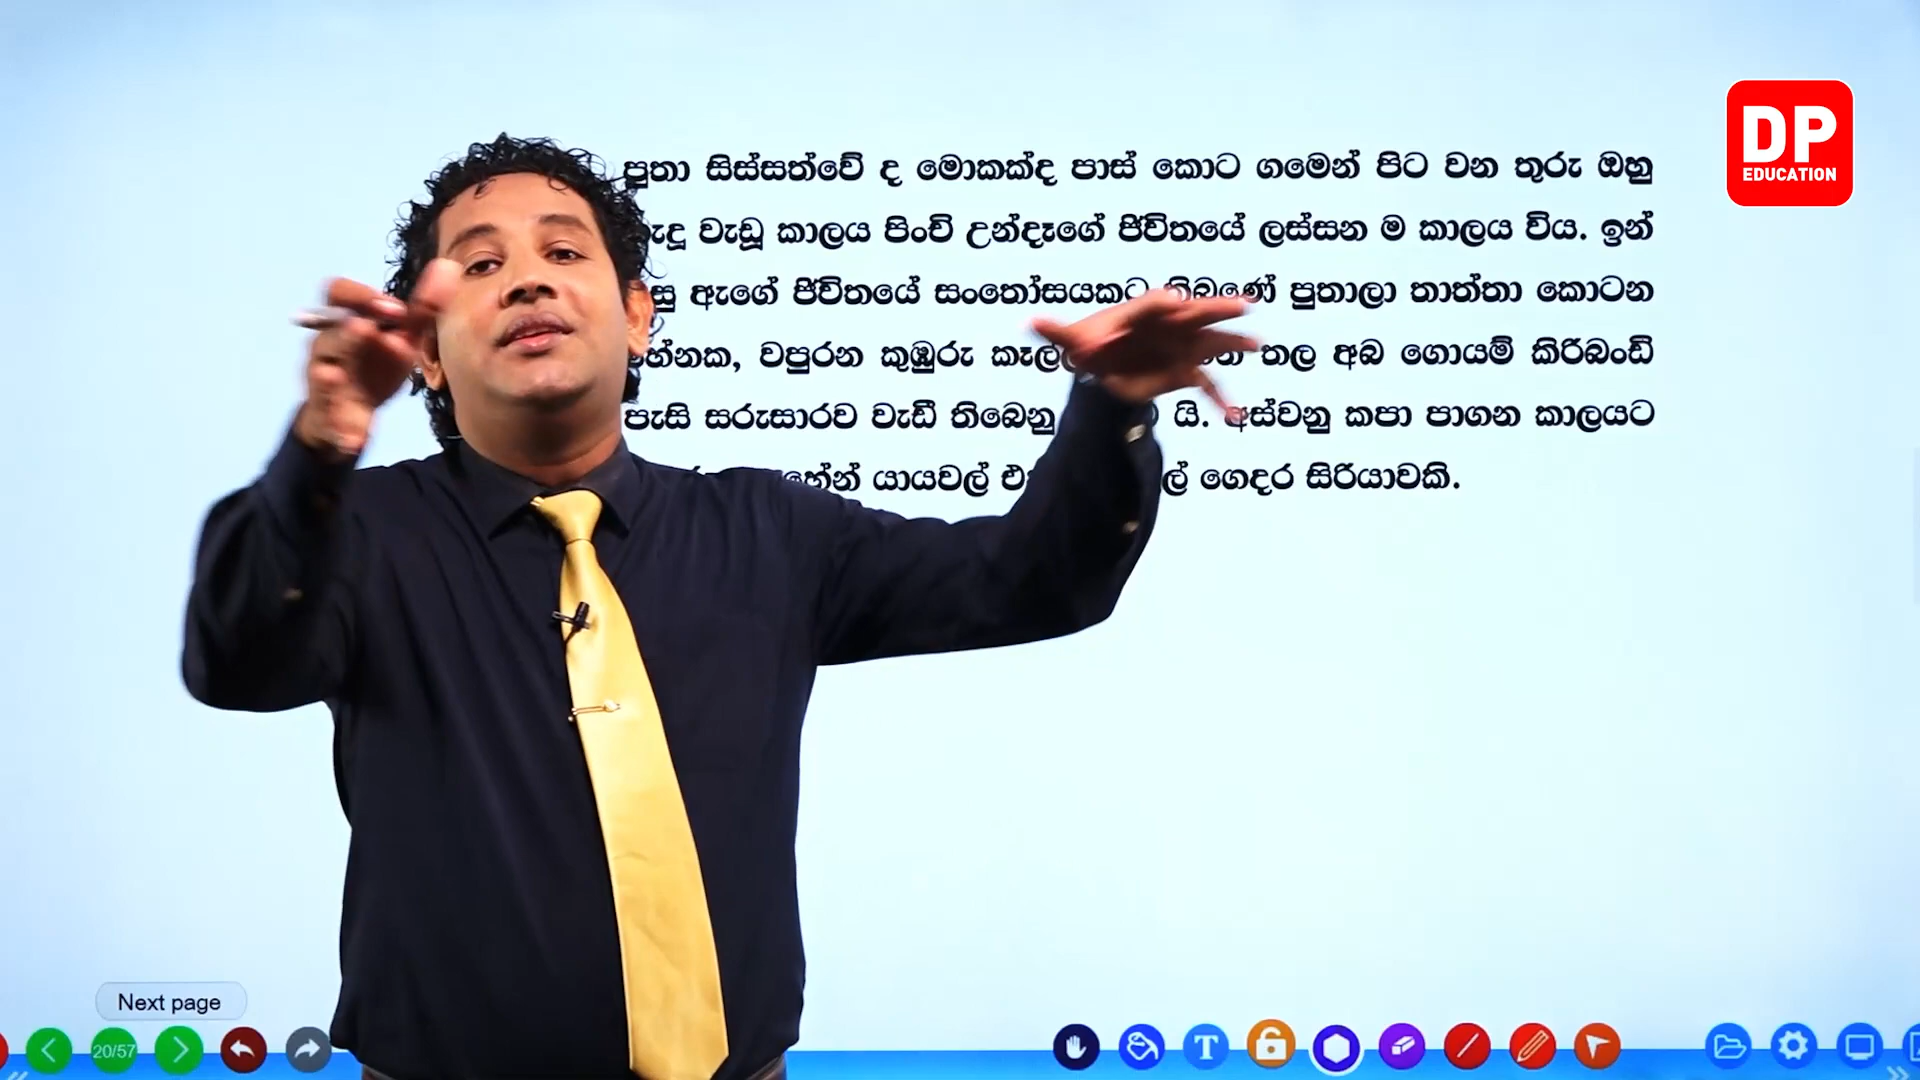 DP
EDUCATION
පුතා සිස්සත්වේ ද මොකක්ද පාස් කොට ගමෙන් පිට වන තුරු ඔහු
වැඩූ කාලය පිංචි උන්දෑගේ ජීවිතයේ ලස්සන ම කාලය විය. ඉන්
ඇගේ ජීවිතයේ සංතෝසයකට තිබුණේ පුතාලා තාත්තා කොටන
වපුරන කුඹුරු තල අබ ගොයම් කිරිබංඩි
පැසි සරුසාරව වැඩී තිබෙනු යි. අස්වනු කපා පාගන කාලයට
යායවල් ගෙදර සිරියාවකි.
Next page
20/57
T